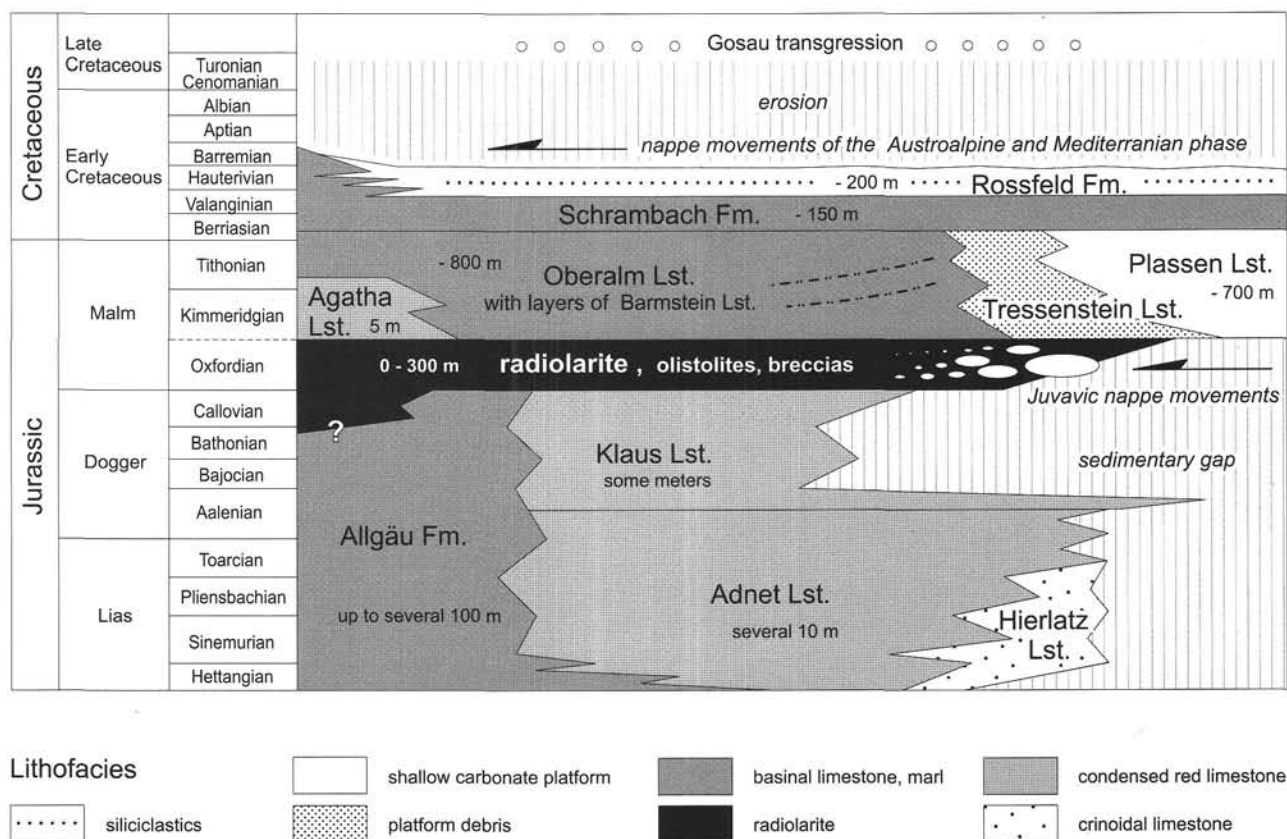 Cretaceous
Late
Cretaceous
Turonian
Cenomanian
Gosau transgression
Early
Cretaceous
Albian
Aptian
Barremian
Hauterivian
Valanginian
Berriasian
erosion
nappe movements of the Austroalpine and Mediterranian phase
- 200 m
Rossfeld Fm.
Schrambach Fm.
- 150 m
Jurassic
Malm
Tithonian
Kimmeridgian
Oxfordian
- 800 m
Oberalm Lst.
with layers of Barmstein Lst.
Agatha
Lst.
5 m
Plassen Lst.
- 700 m
Tressenstein Lst.
0 - 300 m
radiolarite , olistolites, breccias
Juvavic nappe movements
Dogger
Callovian
Bathonian
Bajocian
Aalenian
?
Klaus Lst.
some meters
sedimentary gap
Allgäu Fm.
up to several 100 m
Lias
Toarcian
Pliensbachian
Sinemurian
Hettangian
Adnet Lst.
several 10 m
Hierlatz
Lst.
Lithofacies
siliciclastics
shallow carbonate platform
platform debris
basinal limestone, marl
radiolarite
condensed red limestone
crinoidal limestone